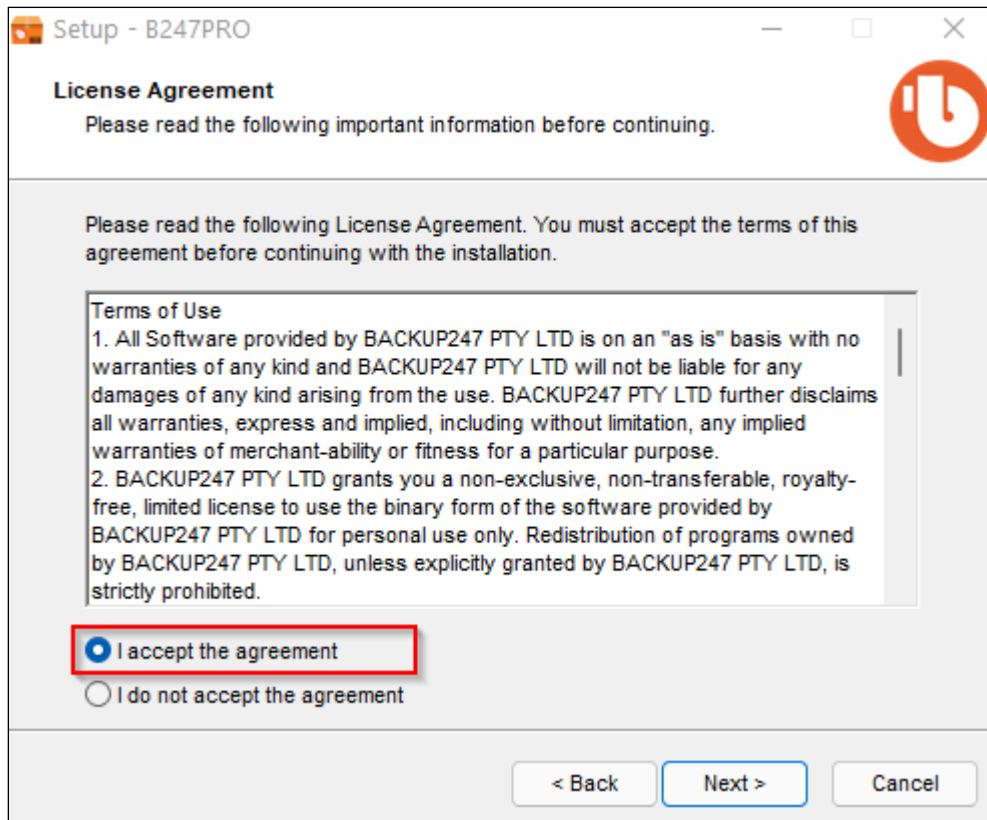 Setup - B247PRO
License Agreement
Please read the following important information before continuing.
Please read the following License Agreement. You must accept the terms of this
agreement before continuing with the installation.
Terms of Use
1. All Software provided by BACKUP247 PTY LTD is on an "as is" basis with no
warranties of any kind and BACKUP247 PTY LTD will not be liable for any
damages of any kind arising from the use. BACKUP247 PTY LTD further disclaims
all warranties, express and implied, including without limitation, any implied
warranties of merchant-ability or fitness for a particular purpose.
2. BACKUP247 PTY LTD grants you a non-exclusive, non-transferable, royalty-
free, limited license to use the binary form of the software provided by
BACKUP247 PTY LTD for personal use only. Redistribution of programs owned
by BACKUP247 PTY LTD, unless explicitly granted by BACKUP247 PTY LTD, is
strictly prohibited.
I accept the agreement
I do not accept the agreement
< Back Next > Cancel